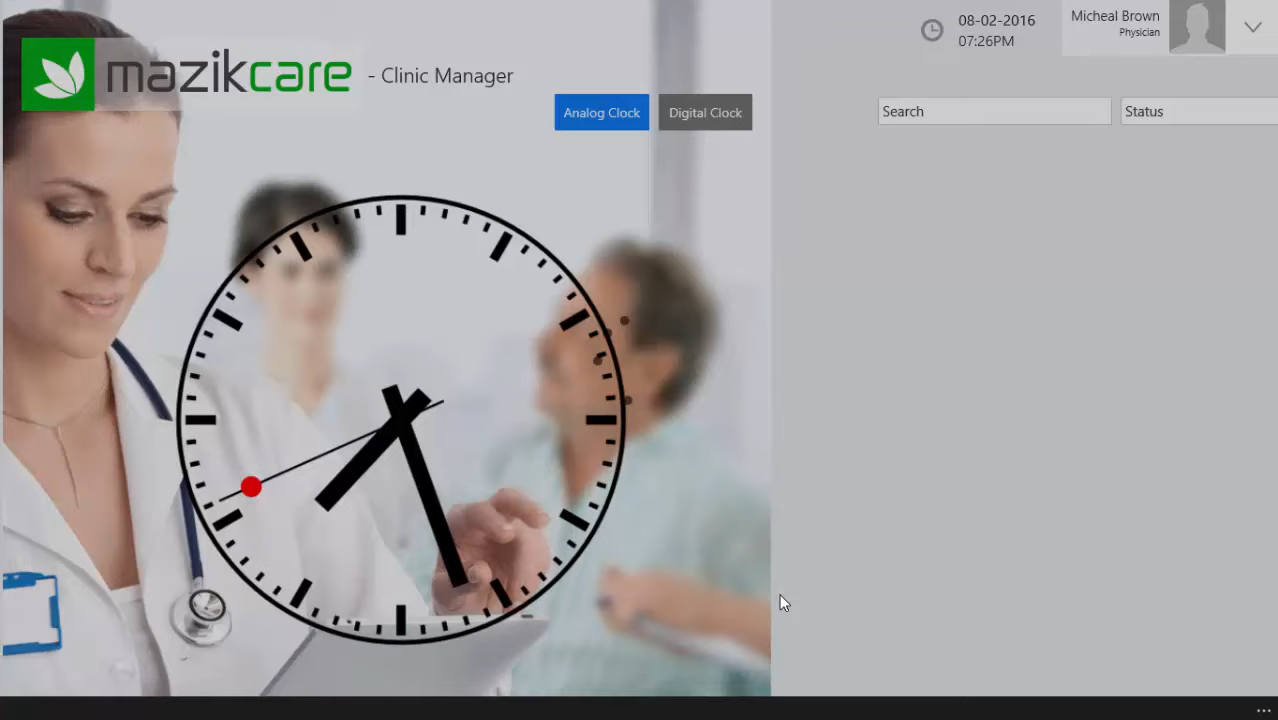 08-02-2016
07:26PM
Micheal Brown
Physician
mazikcare - Clinic Manager
Analog Clock
Digital Clock
Search
Status